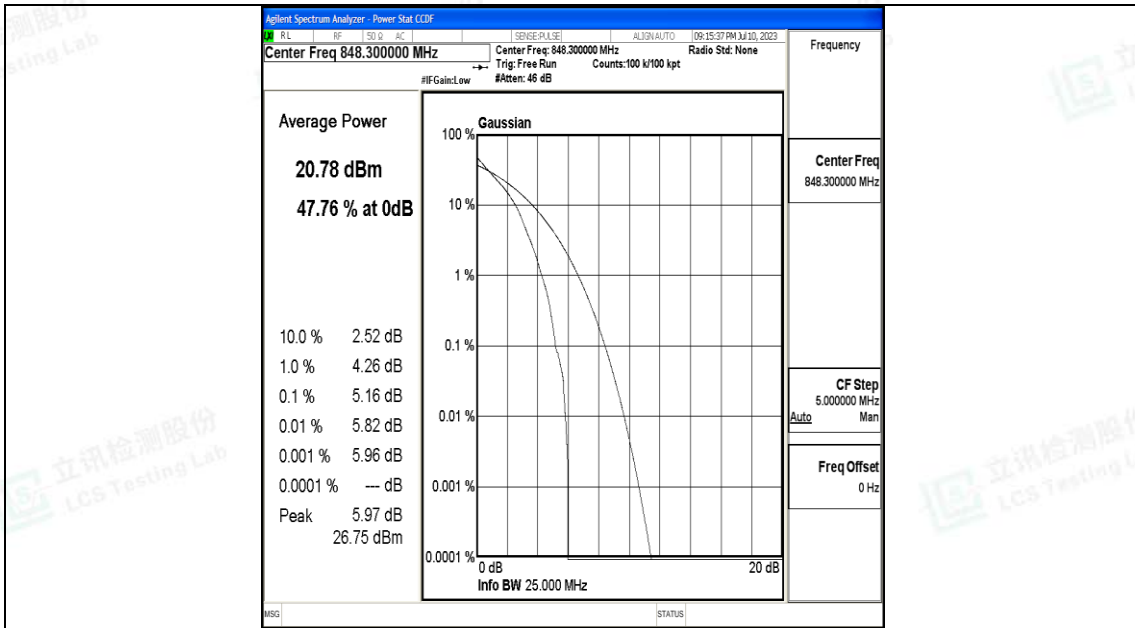 Agilent Spectrum Analyzer - Power Stat CCDF
RL RF 50 Ω AC SENSE:PULSE ALIGN AUTO 09:15:37 PM Jul 10, 2023
Center Freq 848.300000 MHz
Center Freq: 848.300000 MHz Radio Std: None
Trig: Free Run Counts:100 k/100 kpt
#IFGain:Low #Atten: 46 dB
Frequency
Average Power
20.78 dBm
47.76 % at 0dB
10.0 % 2.52 dB
1.0 % 4.26 dB
0.1 % 5.16 dB
0.01 % 5.82 dB
0.001 % 5.96 dB
0.0001 % --- dB
Peak 5.97 dB
26.75 dBm
Gaussian
100 %
10 %
1 %
0.1 %
0.01 %
0.001 %
0.0001 %
0 dB 20 dB
Info BW 25.000 MHz
Center Freq
848.300000 MHz
CF Step
5.000000 MHz
Auto Man
Freq Offset
0 Hz
MSG STATUS
立讯检测股份
LCS Testing Lab
立讯检测股份